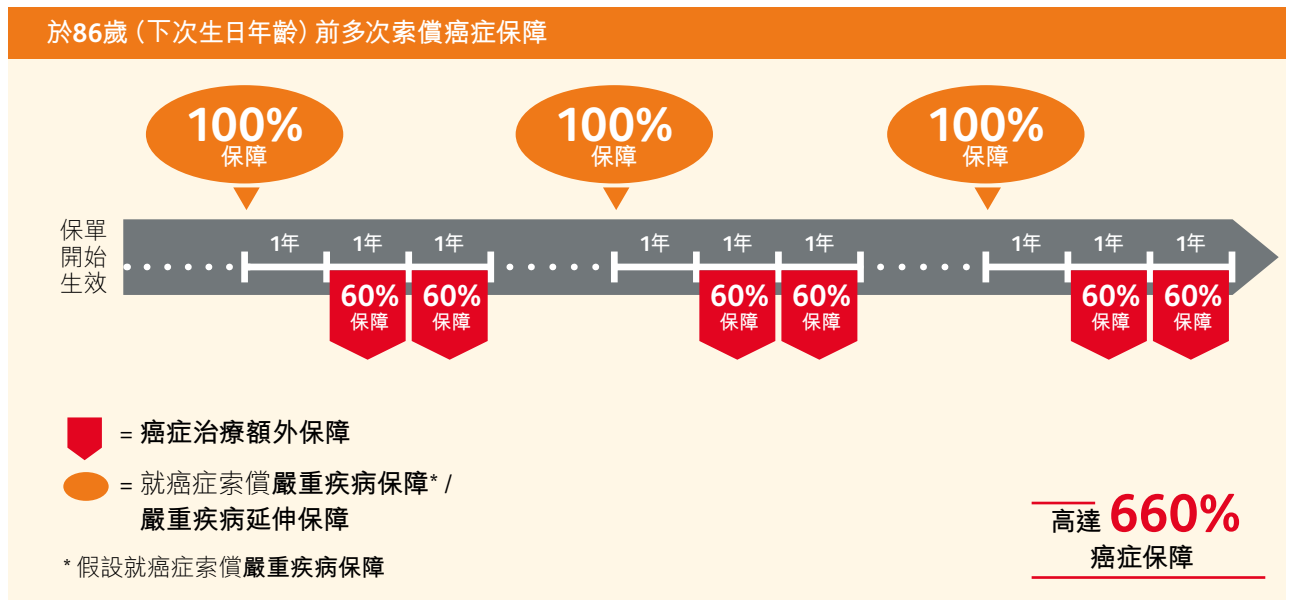 於86歲（下次生日年齡）前多次索償癌症保障
100%
保障
100%
保障
100%
保障
保單
開始
生效
1年 1年 1年 1年 1年 1年 1年 1年 1年
60% 60% 60% 60% 60% 60%
保障 保障 保障 保障 保障 保障
= 癌症治療額外保障
= 就癌症索償嚴重疾病保障* /
嚴重疾病延伸保障
* 假設就癌症索償嚴重疾病保障
高達 660%
癌症保障